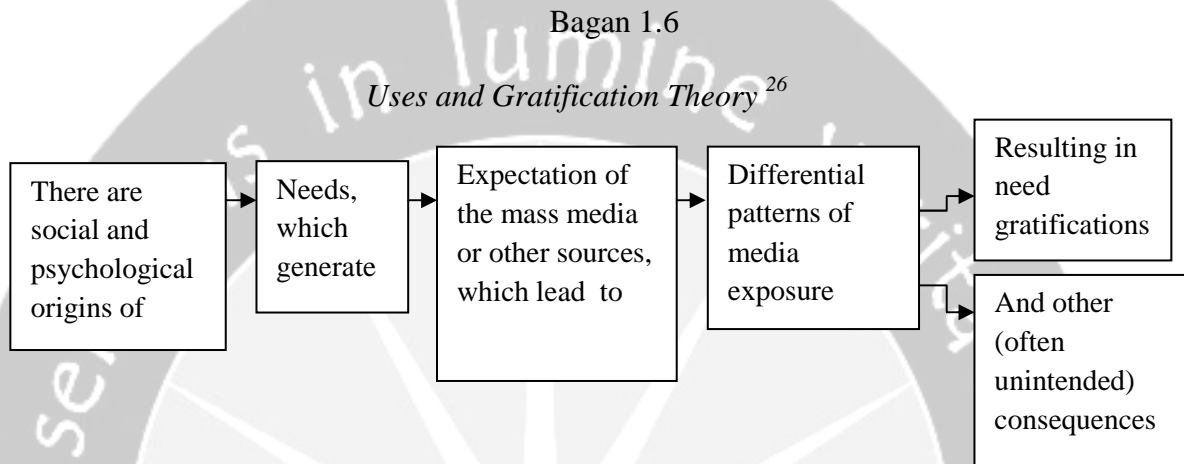 Bagan 1.6
Uses and Gratification Theory 26
There are
social and
psychological
origins of
Needs,
which
generate
Expectation of
the mass media
or other sources,
which lead to
Differential
patterns of
media
exposure
Resulting in
need
gratifications
And other
(often
unintended)
consequences
in lumine